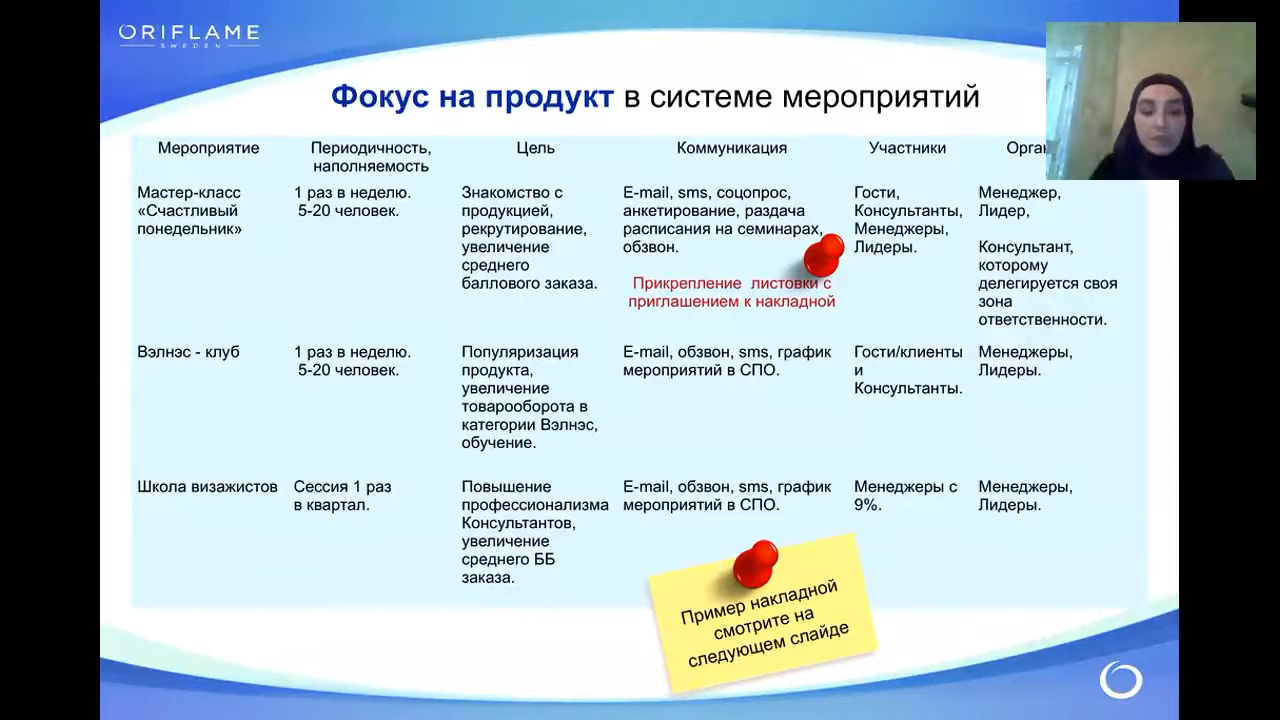 ORIFLAME
SWEDEN
Фокус на продукт в системе мероприятий
Мероприятие
Периодичность,
наполняемость
Цель
Коммуникация
Участники
Орган
Мастер-класс
«Счастливый
понедельник»
1 раз в неделю.
5-20 человек.
Знакомство с
продукцией,
рекрутирование,
увеличение
среднего
баллового заказа.
E-mail, sms, соцопрос,
анкетирование, раздача
расписания на семинарах,
обзвон.
Прикрепление листовки с
приглашением к накладной
Гости,
Консультанты,
Менеджеры,
Лидеры.
Менеджер,
Лидер,
Консультант,
которому
делегируется своя
зона
ответственности.
Вэлнэс - клуб
1 раз в неделю.
5-20 человек.
Популяризация
продукта,
увеличение
товарооборота в
категории Вэлнэс,
обучение.
E-mail, обзвон, sms, график
мероприятий в СПО.
Гости/клиенты
и
Консультанты.
Менеджеры,
Лидеры.
Школа визажистов
Сессия 1 раз
в квартал.
Повышение
профессионализма
Консультантов,
увеличение
среднего ББ
заказа.
E-mail, обзвон, sms, график
мероприятий в СПО.
Менеджеры с
9%.
Менеджеры,
Лидеры.
Пример накладной
смотрите на
следующем слайде